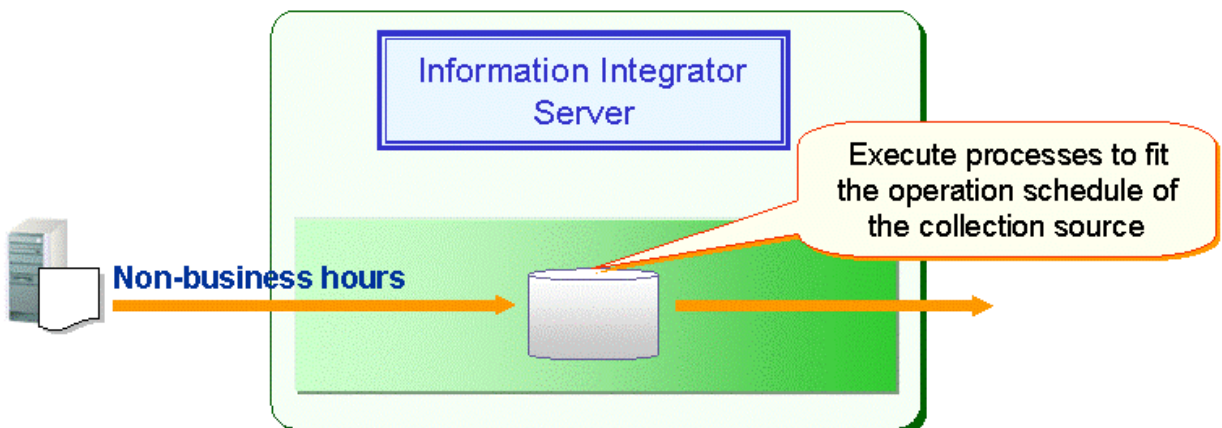 Information Integrator
Server
Execute processes to fit
the operation schedule of
the collection source
Non-business hours